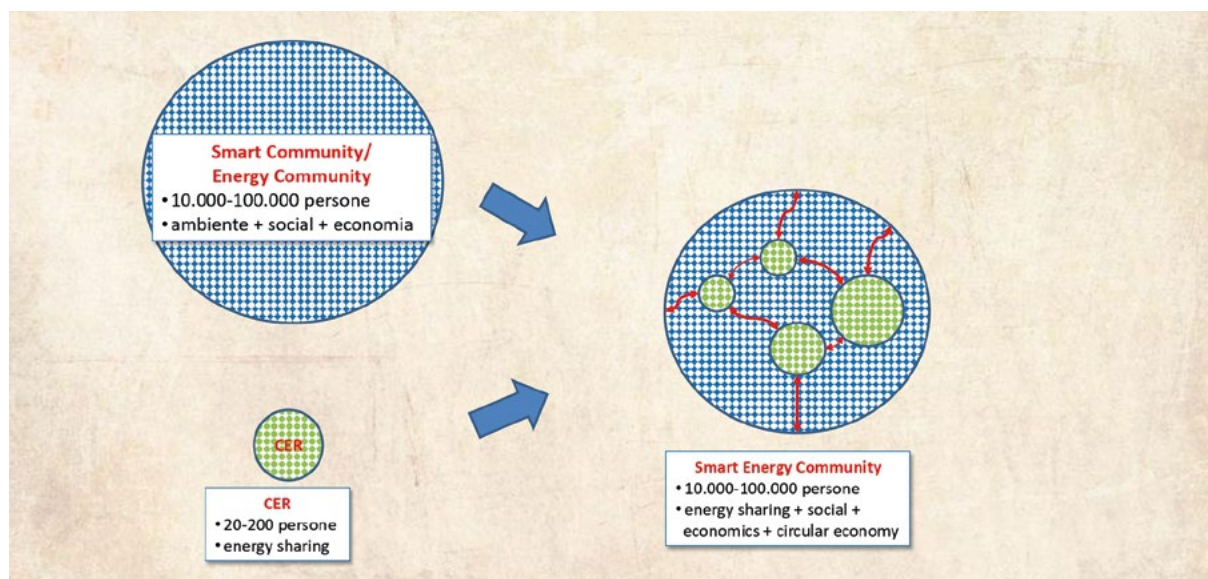 Smart Community/
Energy Community
• 10.000-100.000 persone
• ambiente + social + economia
CER
CER
• 20-200 persone
• energy sharing
Smart Energy Community
• 10.000-100.000 persone
• energy sharing + social +
economics + circular economy